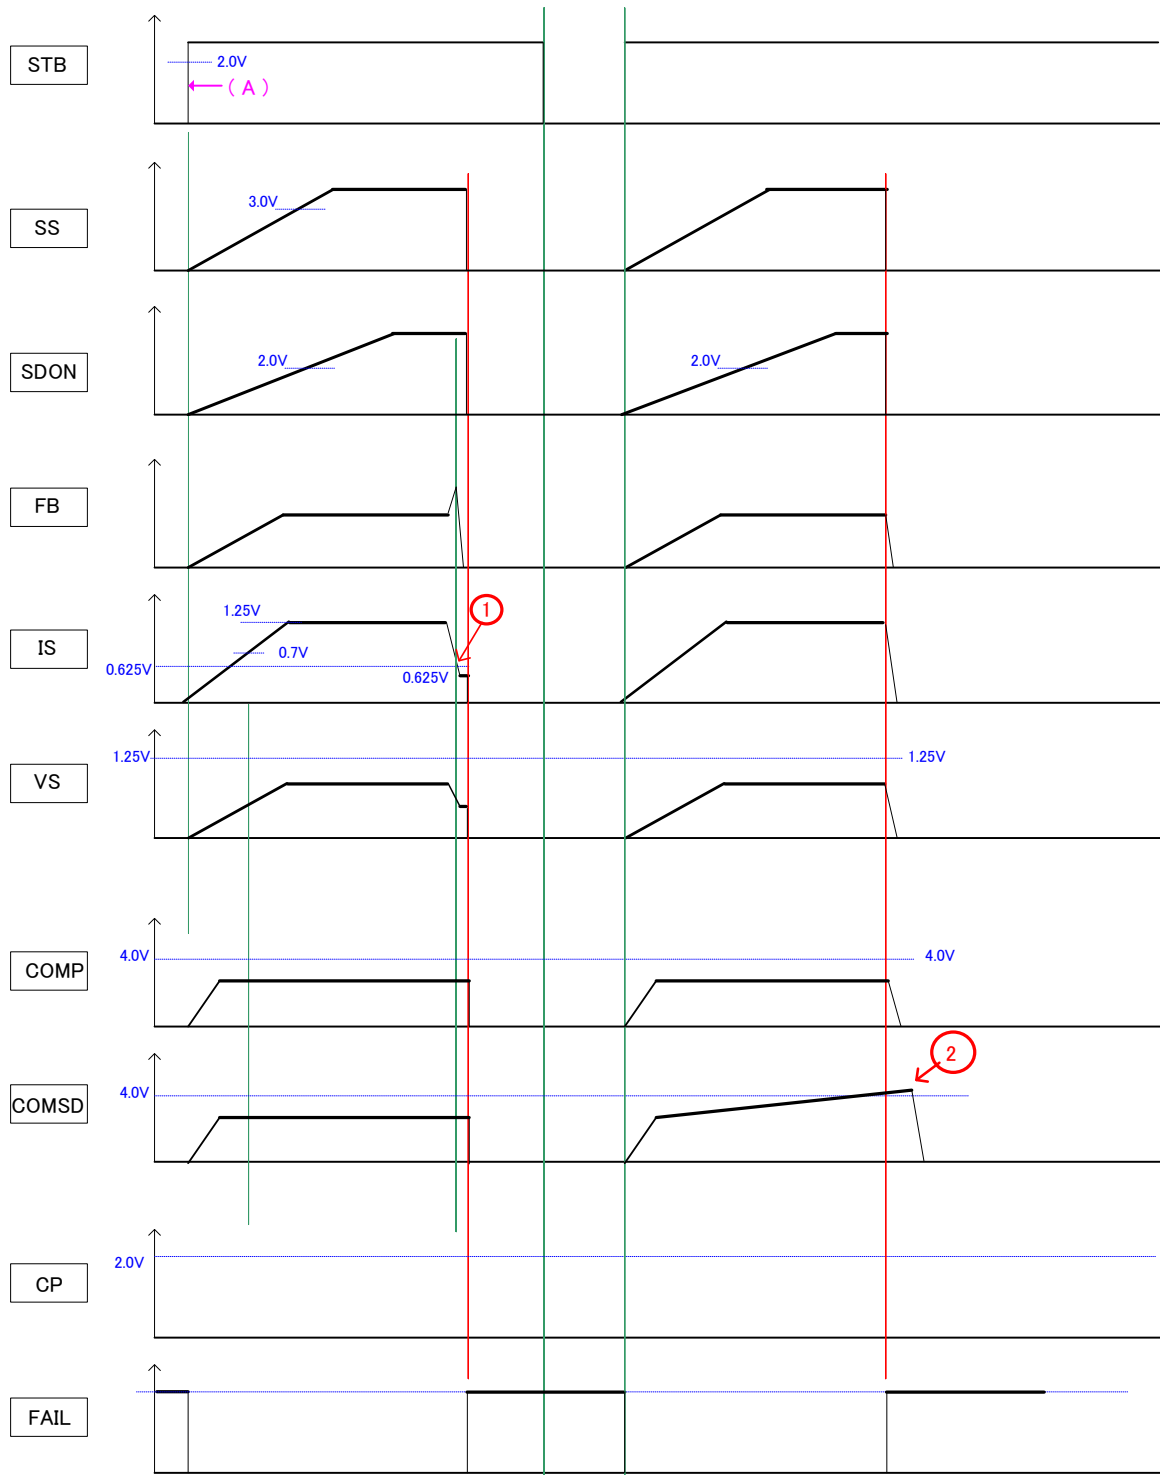 STB
2.0V
(A)
SS
3.0V
SDON
2.0V
2.0V
FB
IS
1.25V
1
0.7V
0.625V
0.625V
VS
1.25V
1.25V
COMP
4.0V
4.0V
COMSD
4.0V
2
CP
2.0V
FAIL